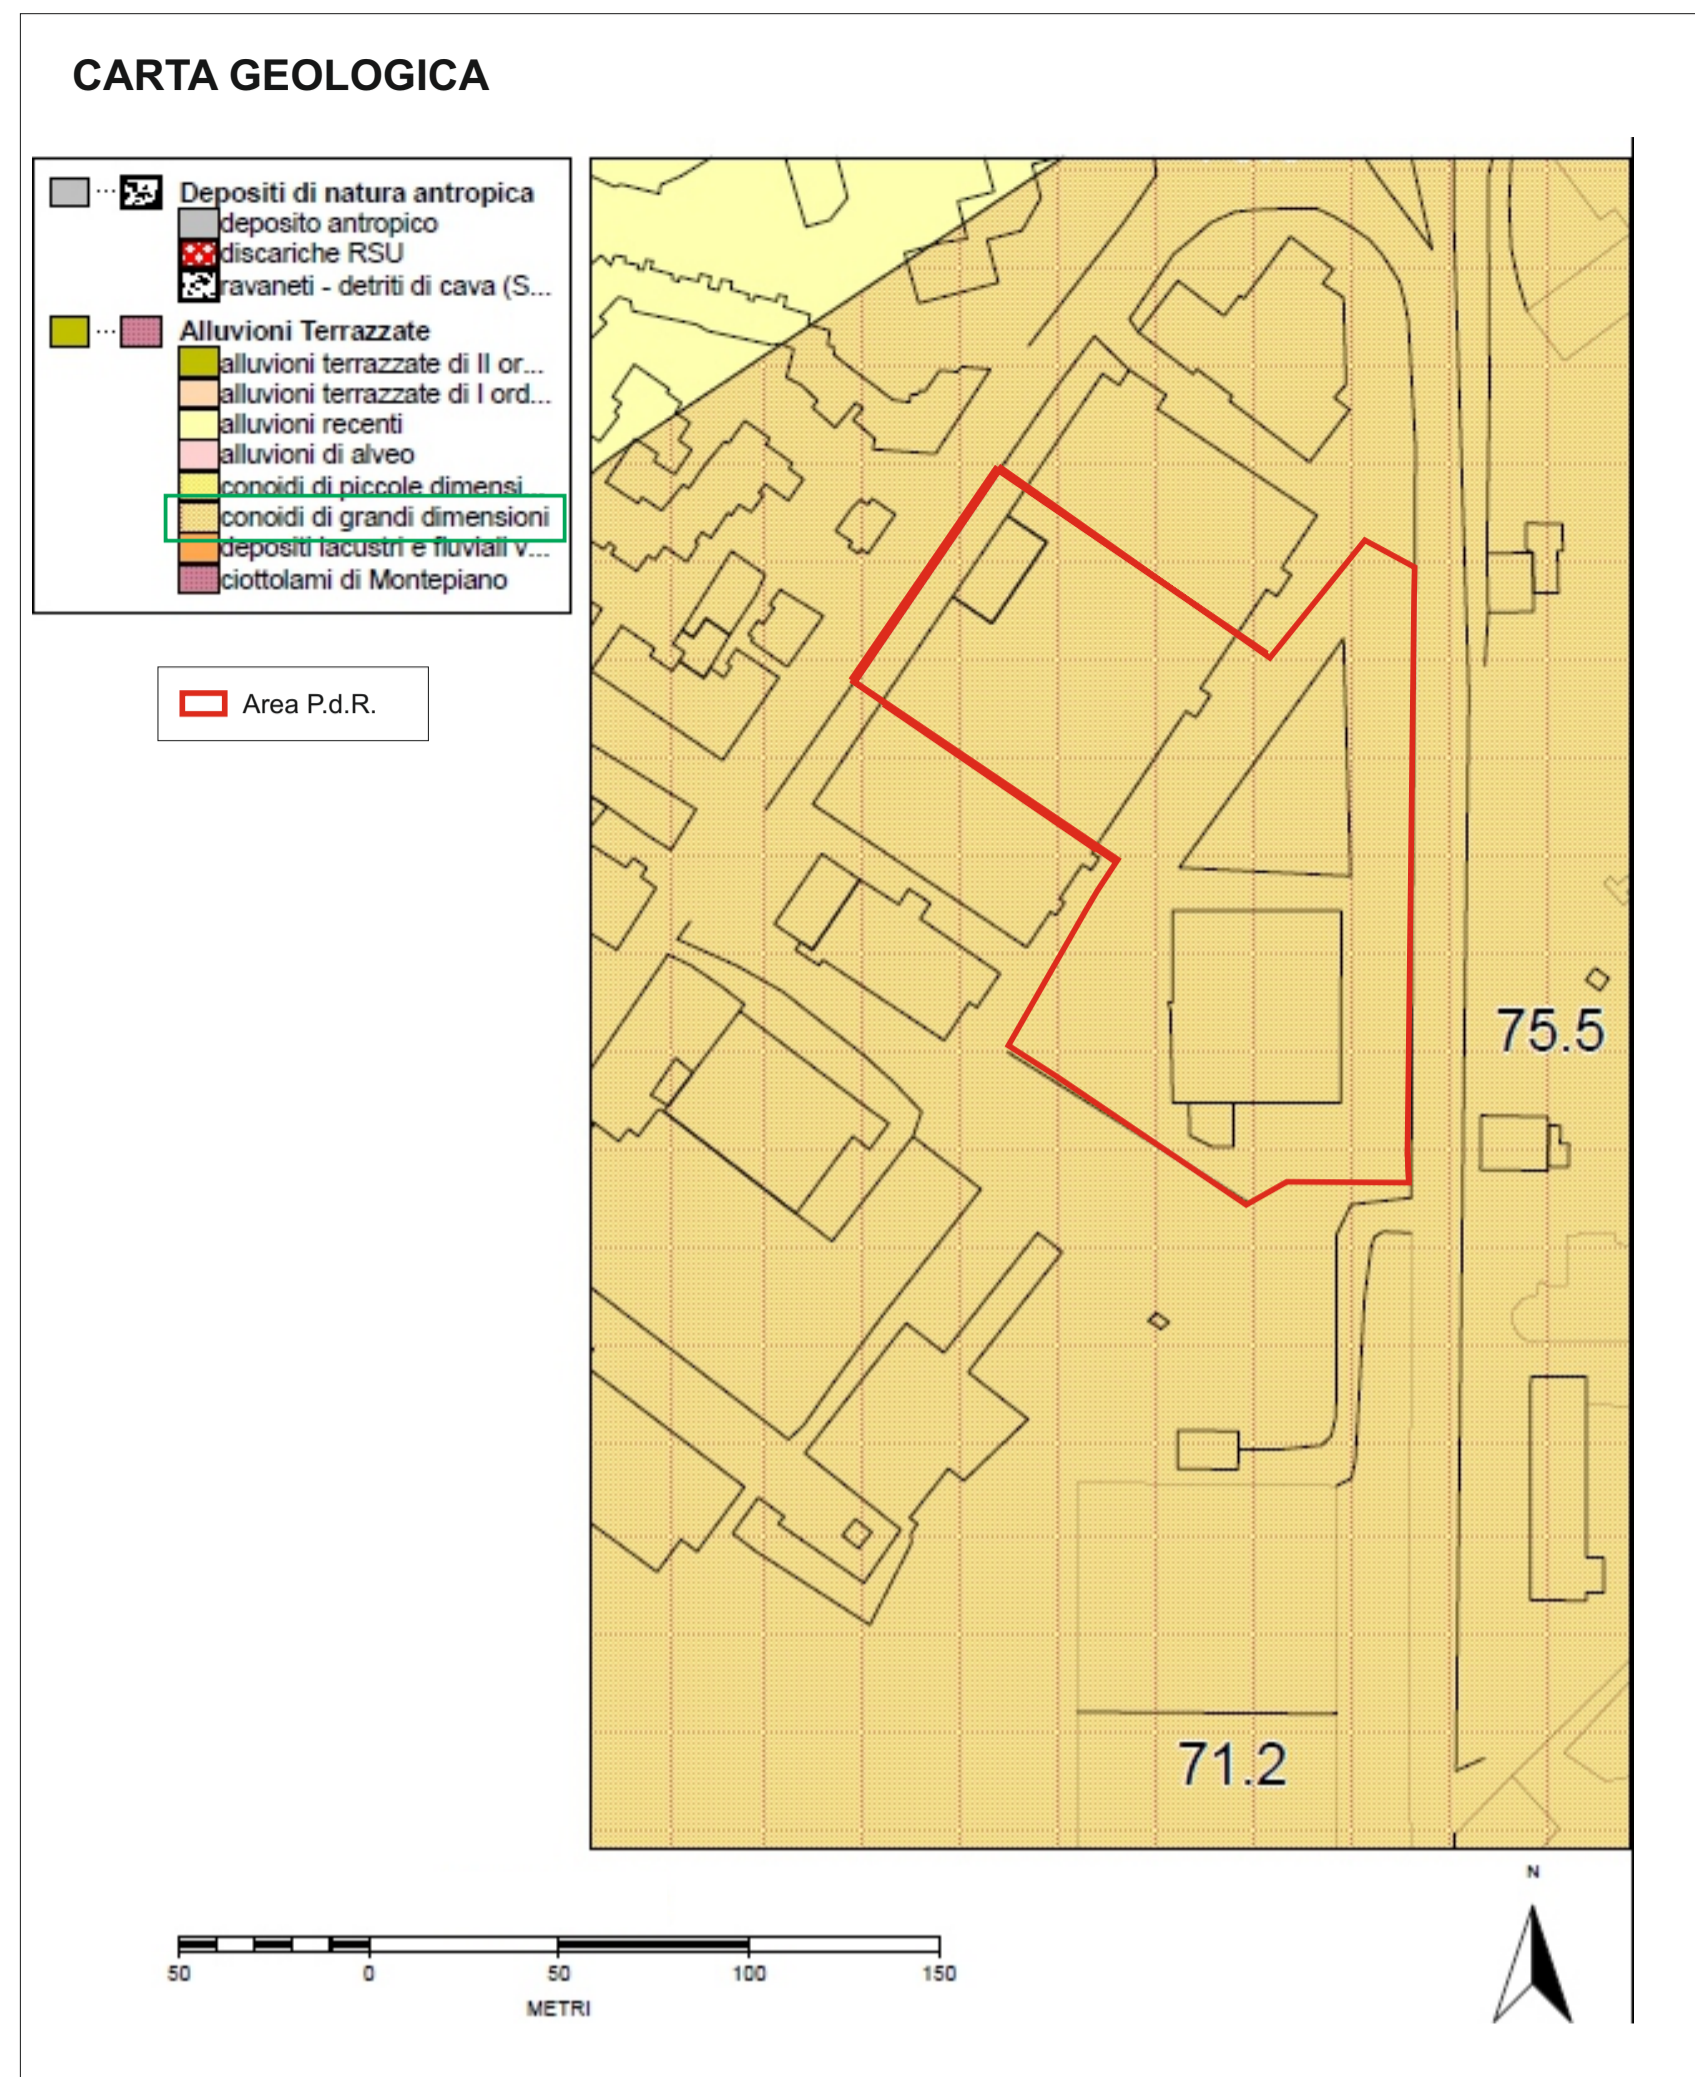 CARTA GEOLOGICA
Depositi di natura antropica
deposito antropico
discariche RSU
ravaneti - detriti di cava (S...
Alluvioni Terrazzate
alluvioni terrazzate di II or...
alluvioni terrazzate di I ord...
alluvioni recenti
alluvioni di alveo
conoidi di piccole dimensi...
conoidi di grandi dimensioni
depositi lacustri e fluviali v...
ciottolami di Montepiano
Area P.d.R.
75.5
71.2
N
50 0 50 100 150
METRI